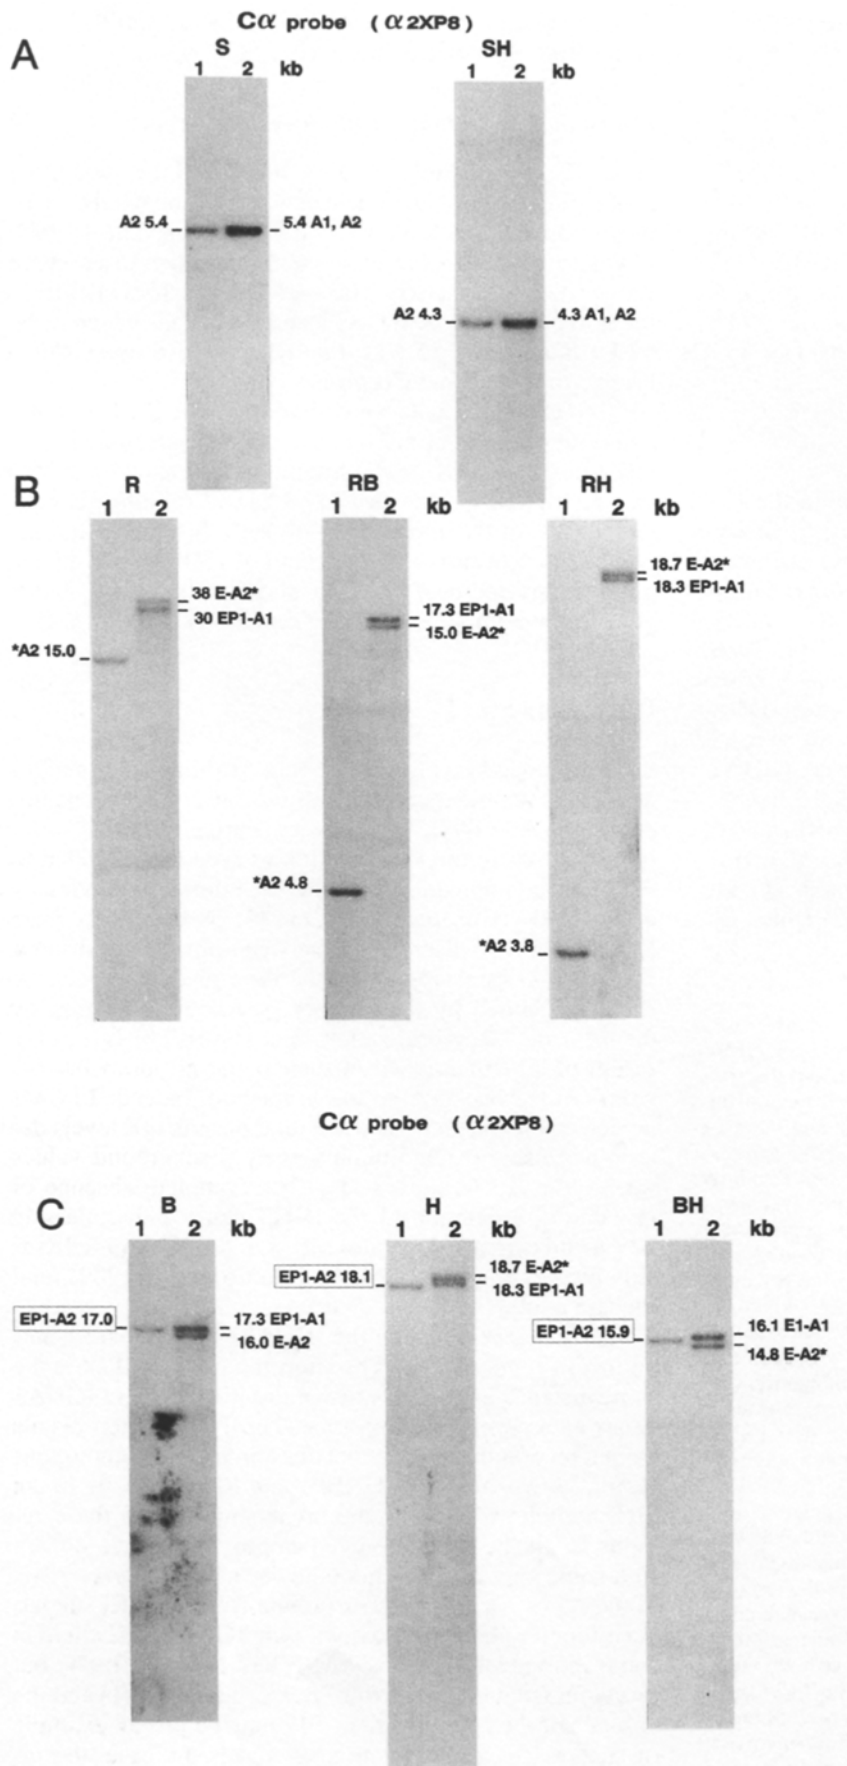 Cα probe ( α2XP8)
A
S SH
1 2 kb 1 2 kb
A2 5.4 5.4 A1, A2
A2 4.3 4.3 A1, A2
B
R RB RH
1 2 1 2 kb 1 2 kb
38 E-A2*
30 EP1-A1
*A2 15.0
17.3 EP1-A1
15.0 E-A2*
*A2 4.8
18.7 E-A2*
18.3 EP1-A1
*A2 3.8
Cα probe ( α2XP8)
C
B H BH
1 2 kb 1 2 kb 1 2 kb
EP1-A2 17.0 17.3 EP1-A1
16.0 E-A2
EP1-A2 18.1 18.7 E-A2*
18.3 EP1-A1
EP1-A2 15.9 16.1 E1-A1
14.8 E-A2*